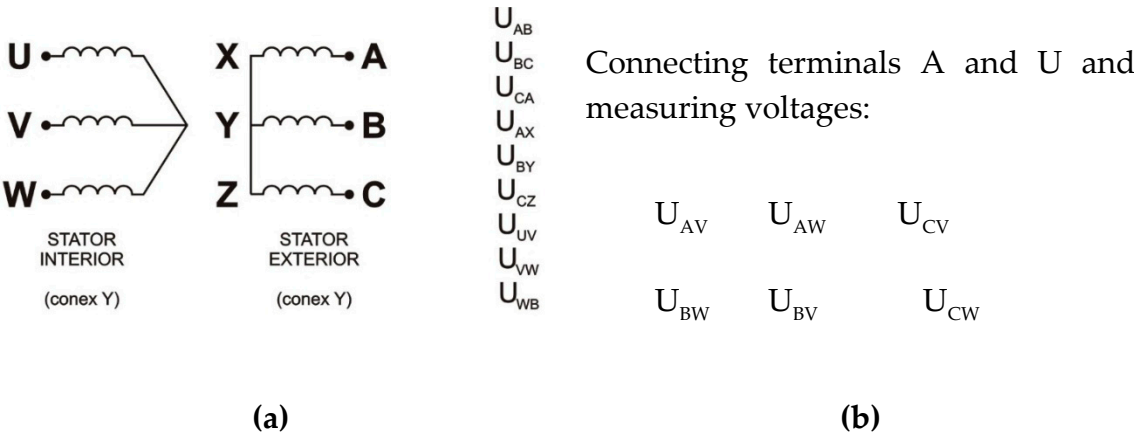 U X A
V Y B
W Z C
STATOR
INTERIOR
(conex Y)
STATOR
EXTERIOR
(conex Y)
U_AB
U_BC
U_CA
U_AX
U_BY
U_CZ
U_UV
U_VW
U_WB
Connecting terminals A and U and
measuring voltages:
U_AV U_AW U_CV
U_BW U_BV U_CW
(a)
(b)